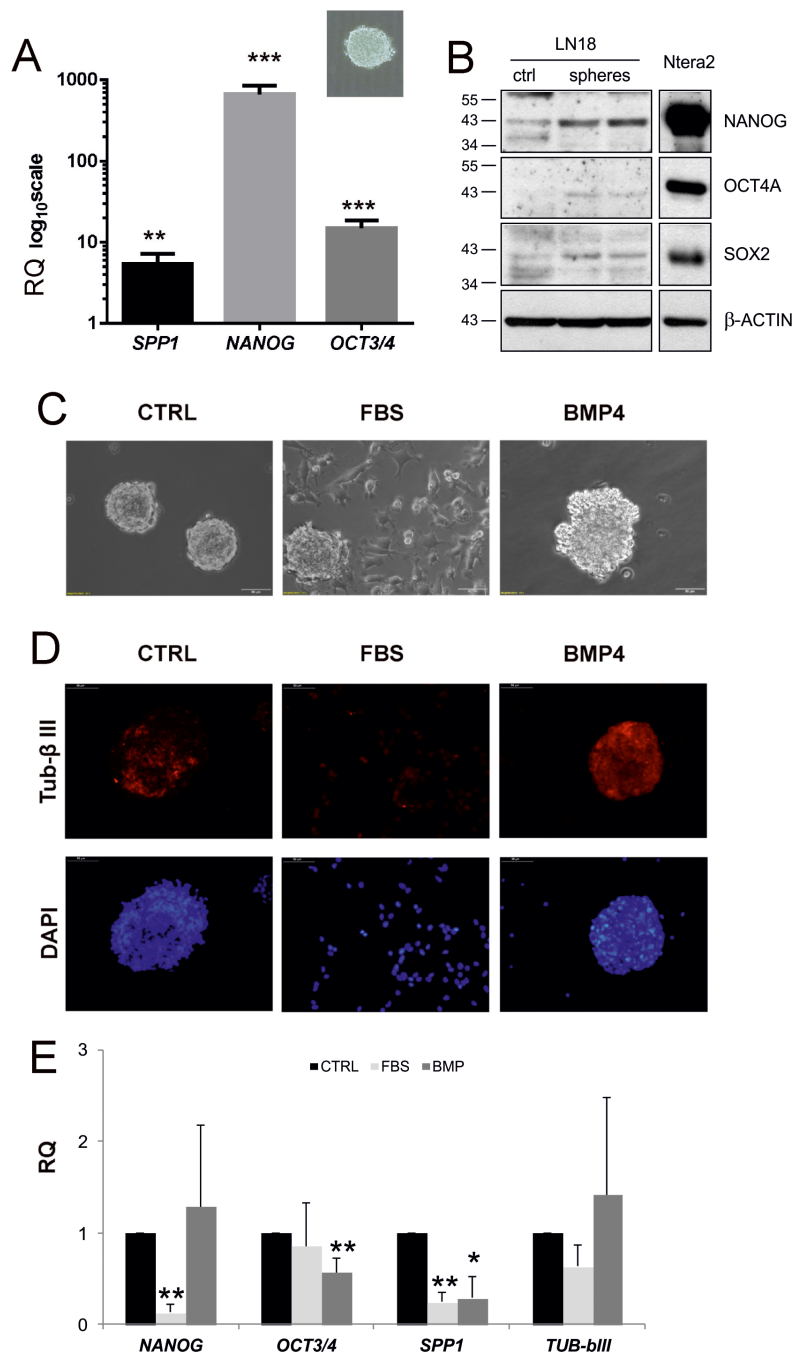 A
***
1000
100
10
1
RQ log10scale
**
***
SPP1 NANOG OCT3/4
B
LN18
Ntera2
ctrl spheres
55
43
34
NANOG
55
43
OCT4A
43
34
SOX2
43
β-ACTIN
C
CTRL FBS BMP4
D
CTRL FBS BMP4
Tub-β III
DAPI
E
3
2
1
0
RQ
CTRL FBS BMP
**
**
**
*
NANOG OCT3/4 SPP1 TUB-bIII